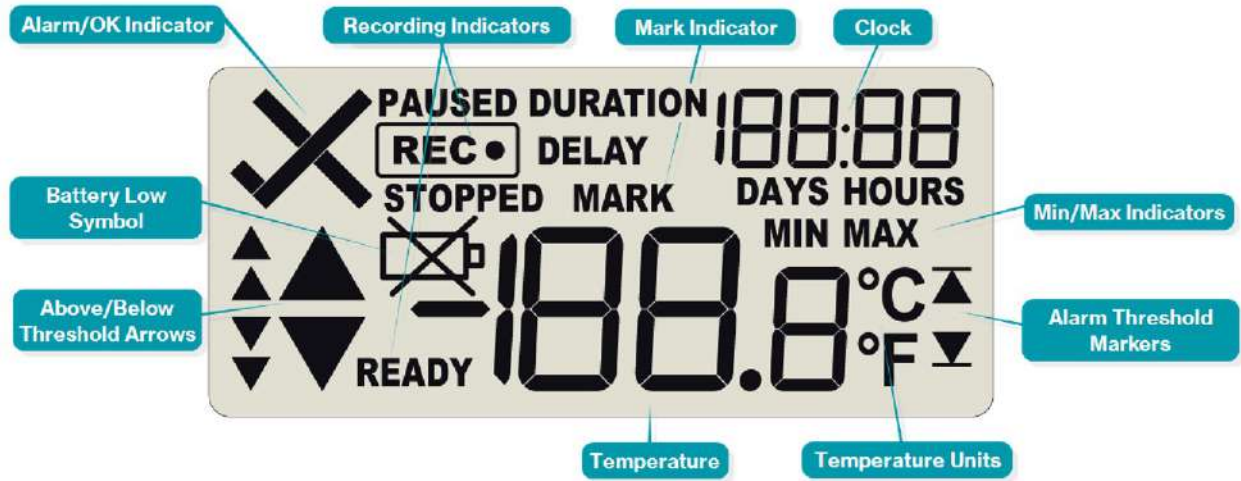 Alarm/OK Indicator
Recording Indicators
Mark Indicator
Clock
PAUSED DURATION
188:88
REC
DELAY
STOPPED MARK
DAYS HOURS
Battery Low
Symbol
MIN MAX
Min/Max Indicators
-188.8
°C
°F
Above/Below
Threshold Arrows
Alarm Threshold
Markers
READY
Temperature
Temperature Units